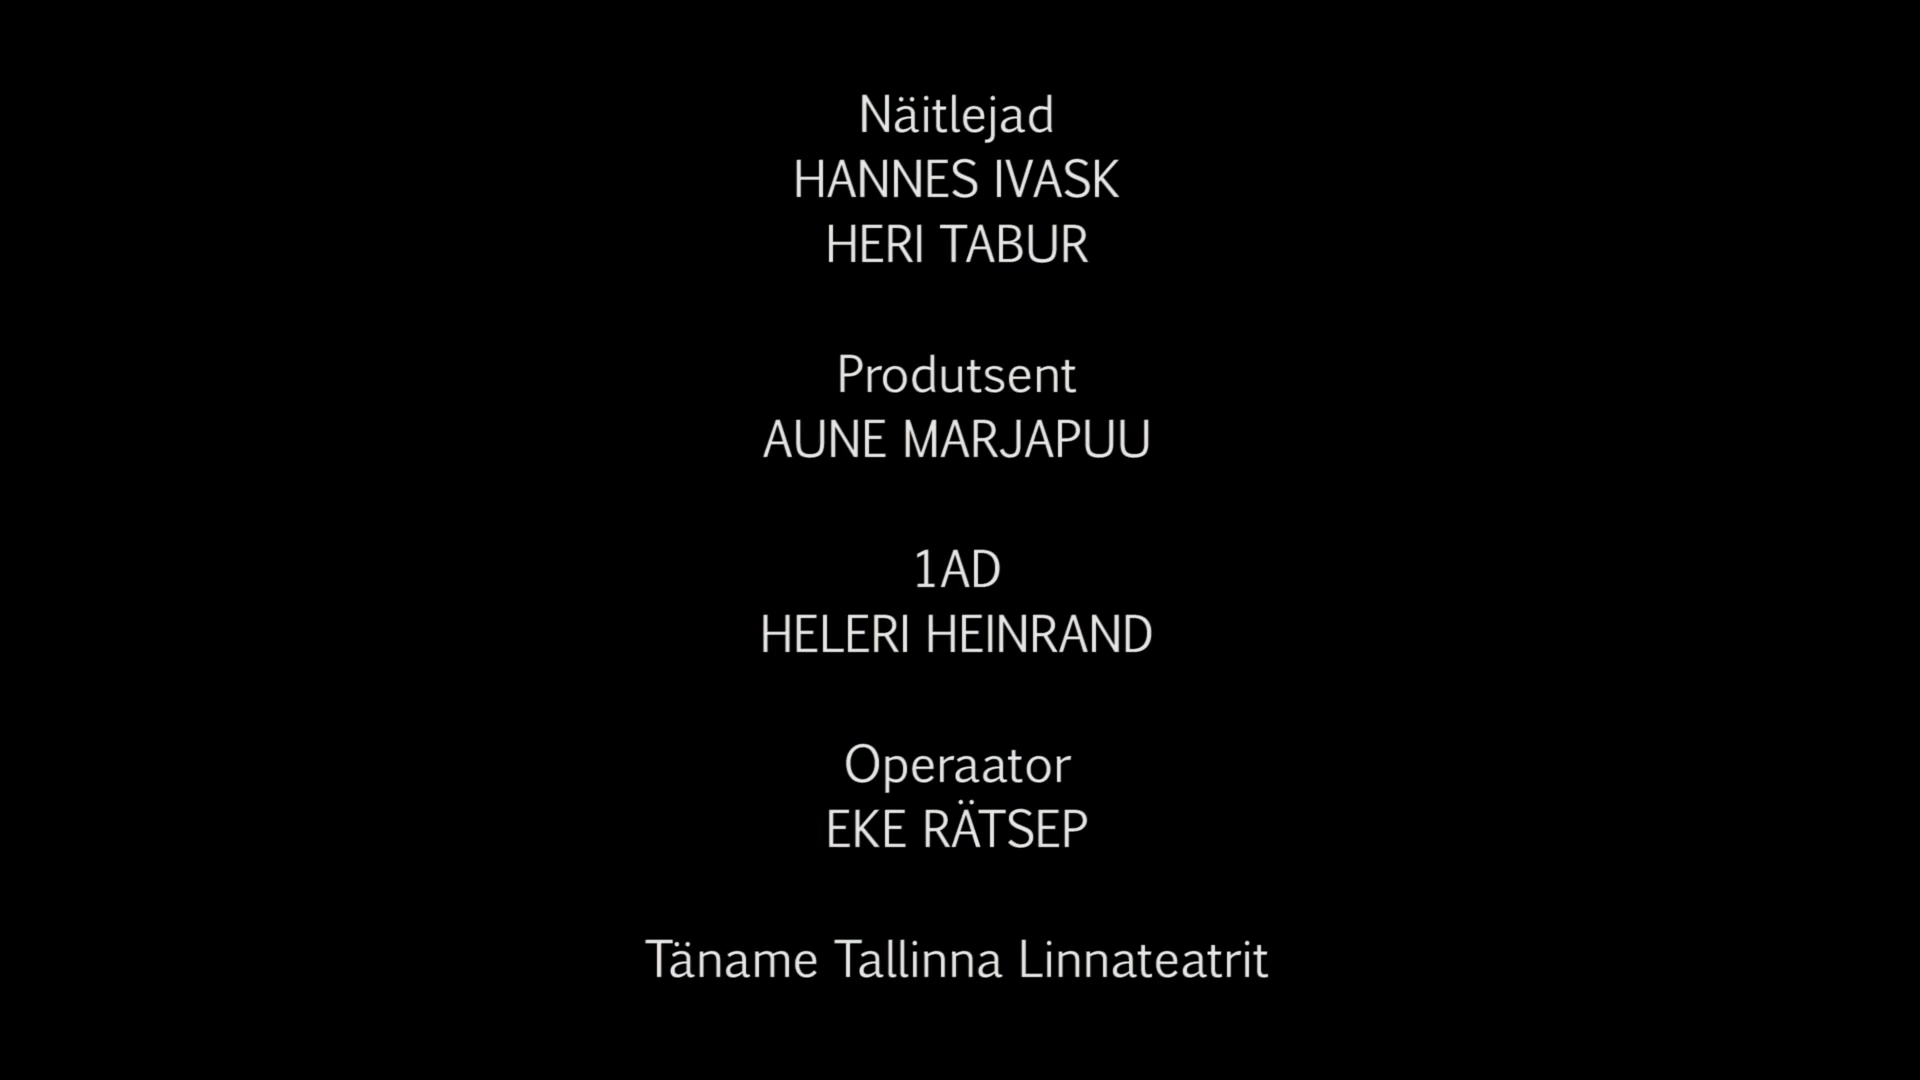 Näitlejad
HANNES IVASK
HERI TABUR
Produtsent
AUNE MARJAPUU
1AD
HELERI HEINRAND
Operaator
EKE RÄTSEP
Täname Tallinna Linnateatrit